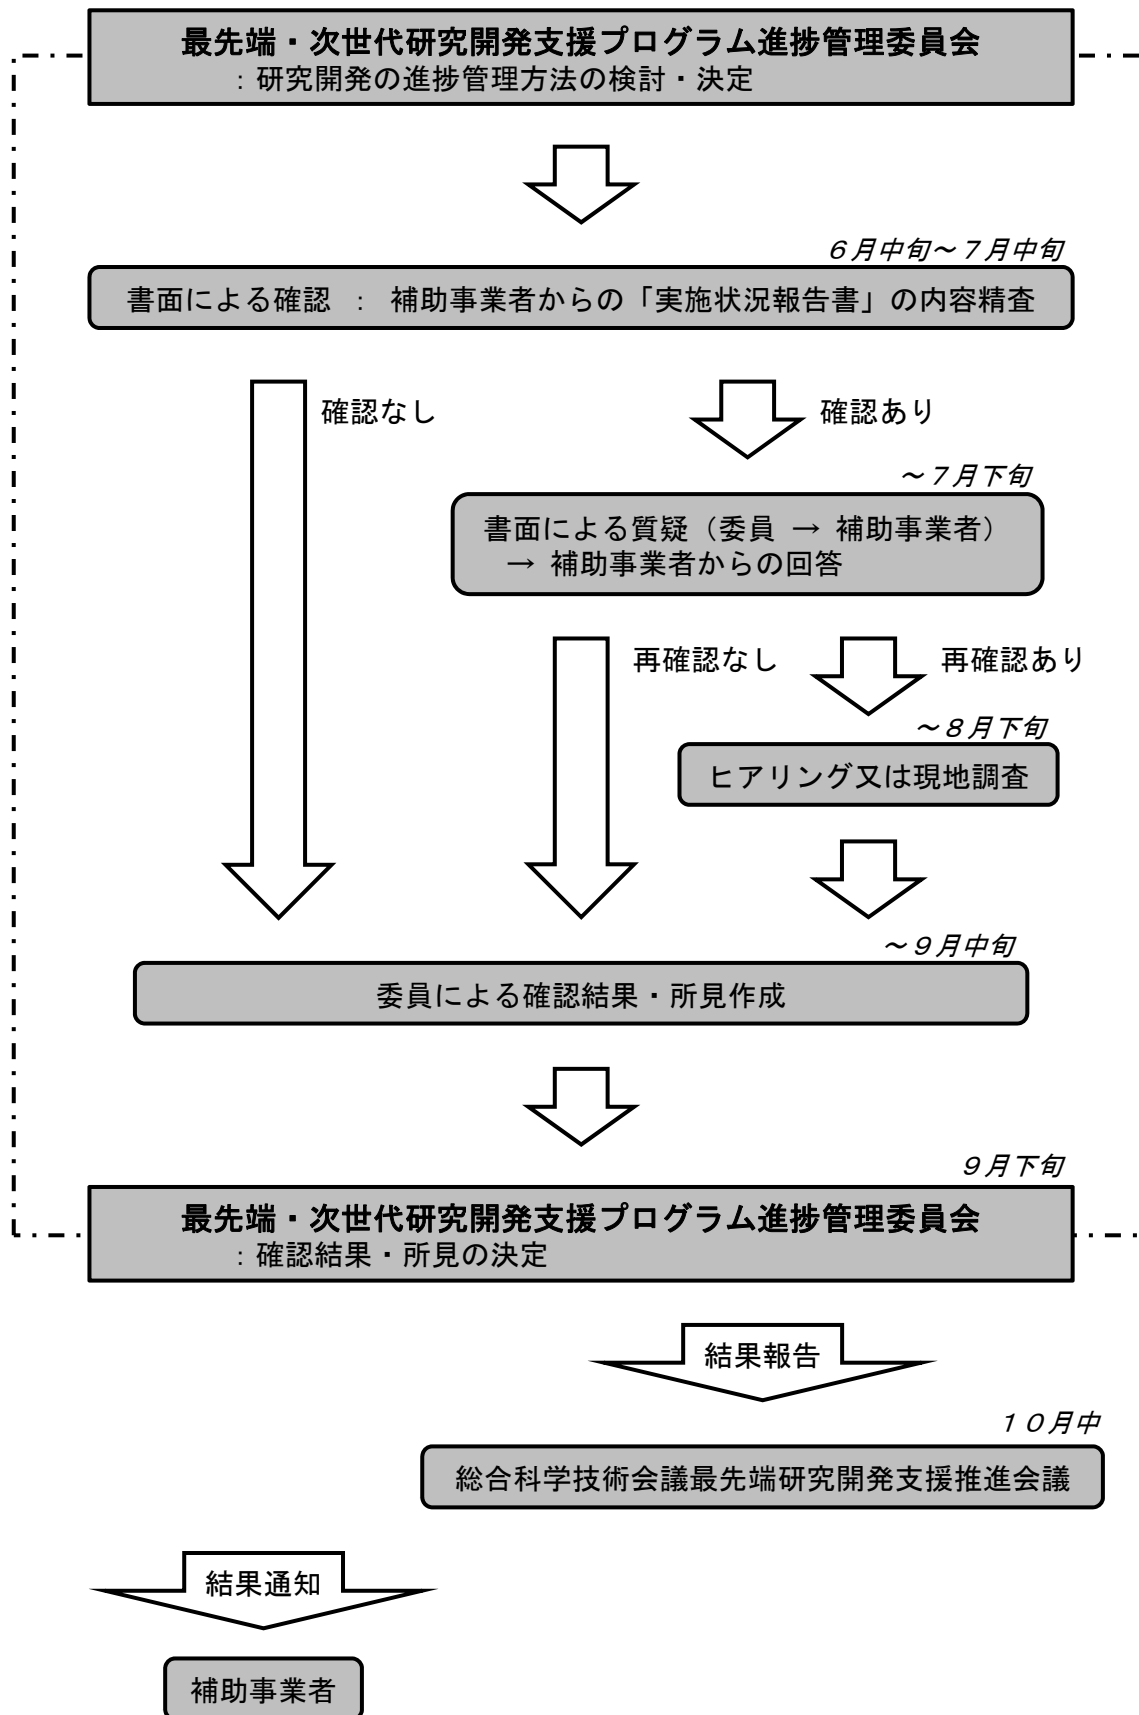 最先端・次世代研究開発支援プログラム進捗管理委員会
：研究開発の進捗管理方法の検討・決定
６月中旬～７月中旬
書面による確認　：　補助事業者からの「実施状況報告書」の内容精査
確認なし
確認あり
～７月下旬
書面による質疑（委員 → 補助事業者）
→ 補助事業者からの回答
再確認なし
再確認あり
～８月下旬
ヒアリング又は現地調査
～９月中旬
委員による確認結果・所見作成
９月下旬
最先端・次世代研究開発支援プログラム進捗管理委員会
：確認結果・所見の決定
結果報告
１０月中
総合科学技術会議最先端研究開発支援推進会議
結果通知
補助事業者